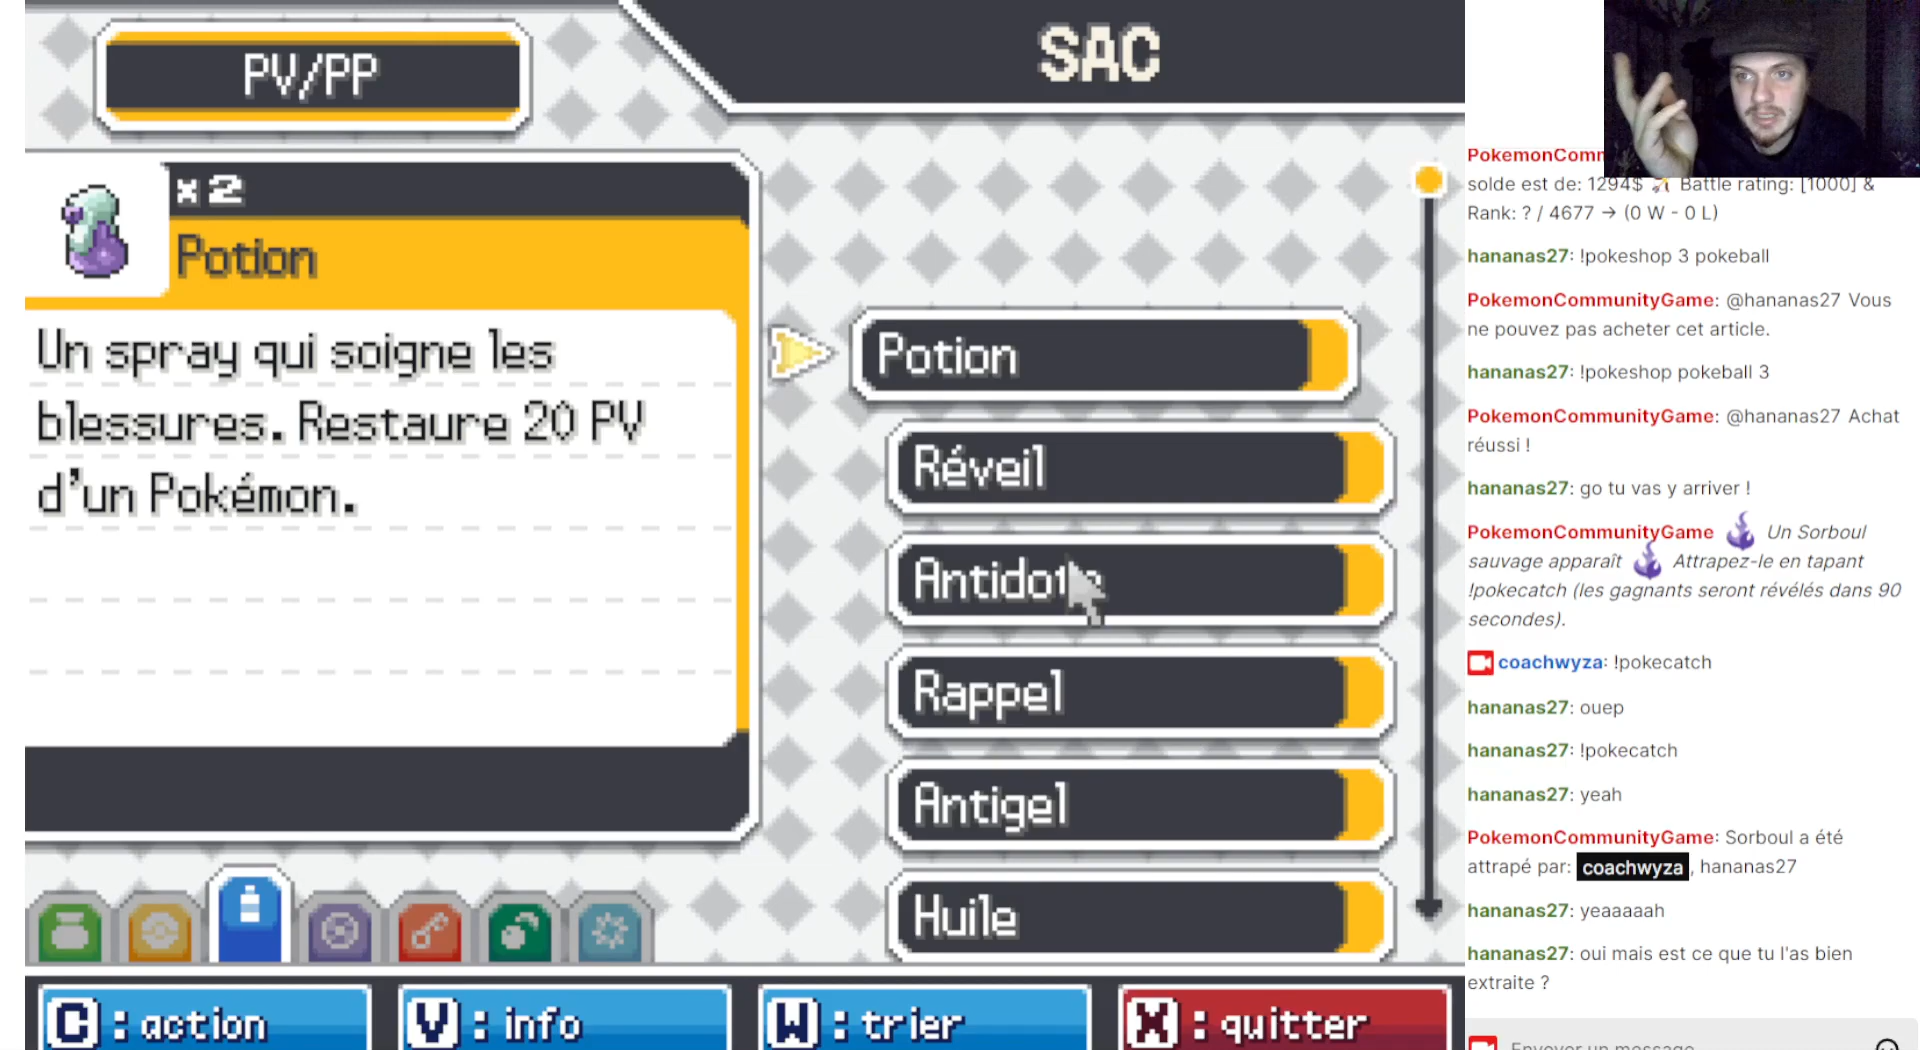 PV/PP
SAC
x2
Potion
Un spray qui soigne les
blessures. Restaure 20 PV
d'un Pokémon.
Potion
Réveil
Rappel
Antigel
Huile
C : action
V : info
W : trier
X : quitter
solde est de: 1294$ Battle rating: [1000] &
Rank: ? / 4677 → (0 W - 0 L)
hananas27: !pokeshop 3 pokeball
PokemonCommunityGame: @hananas27 Vous
ne pouvez pas acheter cet article.
hananas27: !pokeshop pokeball 3
PokemonCommunityGame: @hananas27 Achat
réussi !
hananas27: go tu vas y arriver !
PokemonCommunityGame Un Sorboul
sauvage apparaît Attrapez-le en tapant
!pokecatch (les gagnants seront révélés dans 90
secondes).
coachwyza: !pokecatch
hananas27: ouep
hananas27: !pokecatch
hananas27: yeah
PokemonCommunityGame: Sorboul a été
attrapé par: coachwyza, hananas27
hananas27: yeaaaaah
hananas27: oui mais est ce que tu l'as bien
extraite ?
Envoyer un message